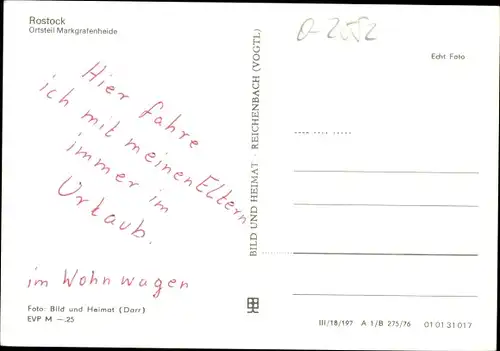 Rostock
Ortsteil Markgrafenheide
Echt Foto
Hier fahre
ich mit meinen Eltern
immer im
Urlaub.
im Wohnwagen
BILD UND HEIMAT · REICHENBACH (VOGTL)
Foto: Bild und Heimat (Darr)
EVP M —.25
III/18/197 A 1/B 275/76 01 01 31 017